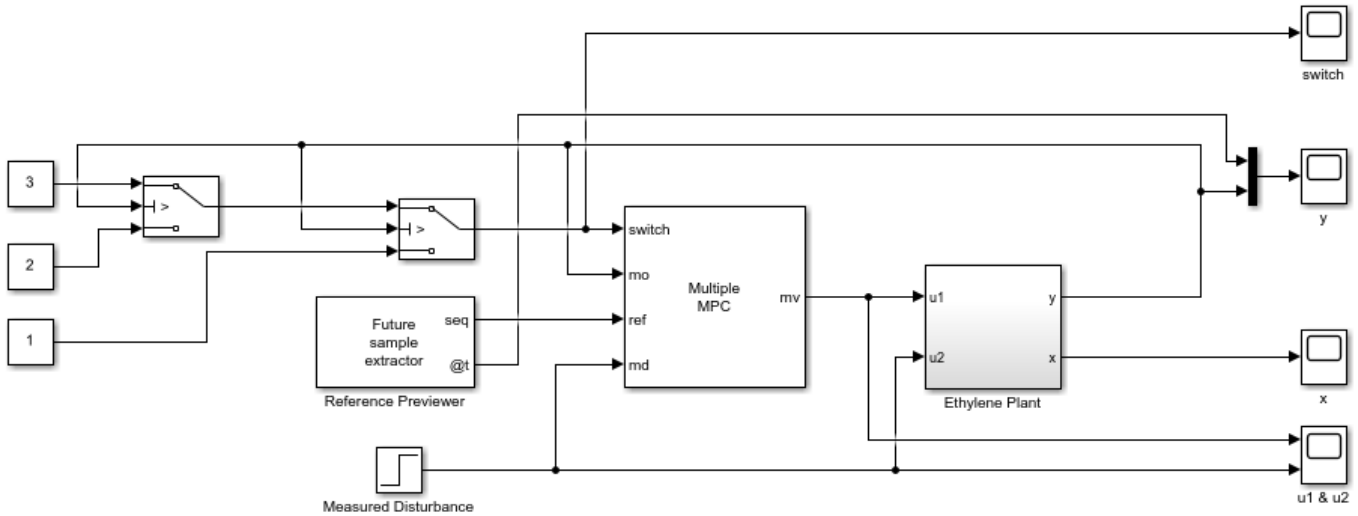 switch
3
>
>
y
2
switch
mo
Multiple
MPC
mv
u1
y
1
Future
sample
extractor
seq
@t
ref
md
u2
x
Reference Previewer
Ethylene Plant
x
Measured Disturbance
u1 & u2